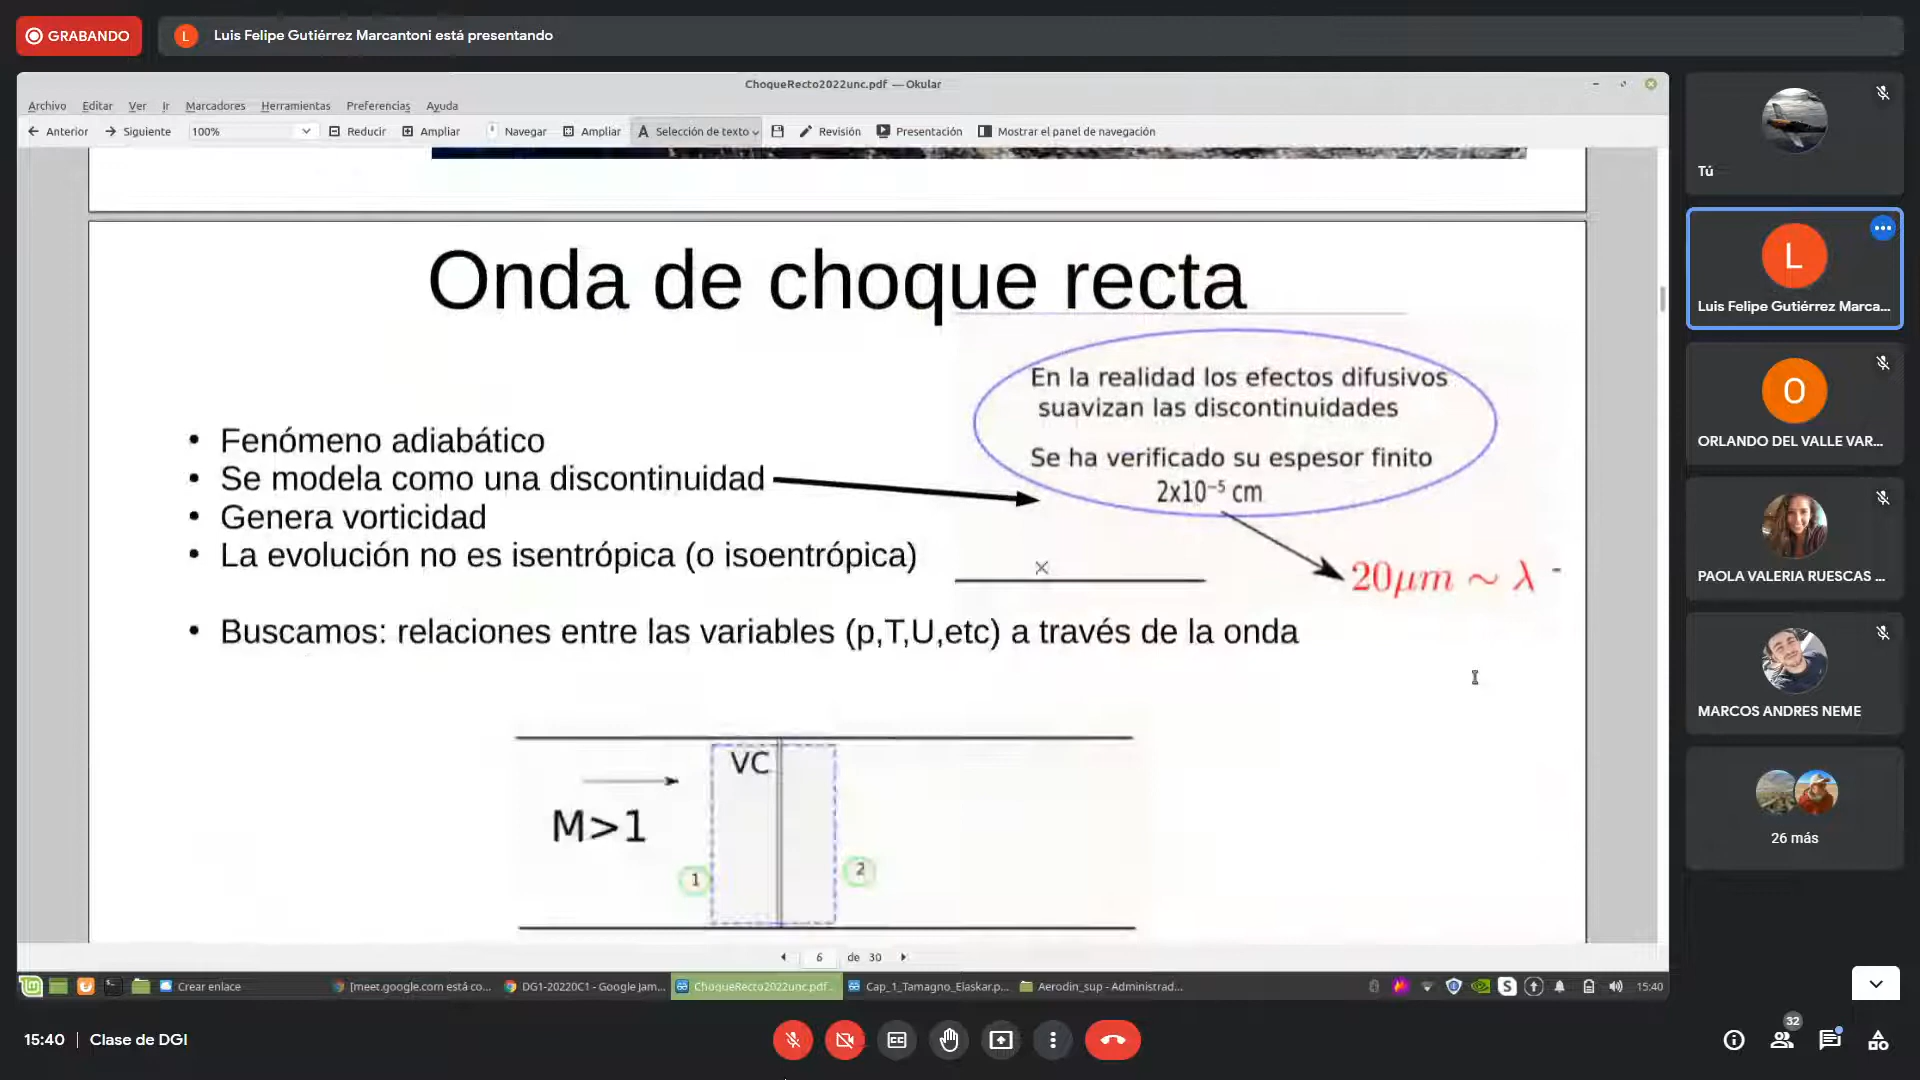 GRABANDO
L
Luis Felipe Gutiérrez Marcantoni está presentando
ChoqueRecto2022unc.pdf — Okular
Archivo Editar Ver Ir Marcadores Herramientas Preferencias Ayuda
Anterior Siguiente 100% Reducir Ampliar Navegar Ampliar Selección de texto Revisión Presentación Mostrar el panel de navegación
Onda de choque recta
En la realidad los efectos difusivos
suavizan las discontinuidades
Se ha verificado su espesor finito
2x10⁻⁵ cm
20μm ~ λ
• Fenómeno adiabático
• Se modela como una discontinuidad
• Genera vorticidad
• La evolución no es isentrópica (o isoentrópica)
• Buscamos: relaciones entre las variables (p,T,U,etc) a través de la onda
VC
M>1
1
2
6 de 30
Crear enlace
[meet.google.com está co...
DG1-20220C1 - Google Jam...
ChoqueRecto2022unc.pdf...
Cap_1_Tamagno_Elaskar.p...
Aerodin_sup - Administrad...
S
15:40
Tú
L
Luis Felipe Gutiérrez Marca...
O
ORLANDO DEL VALLE VAR...
PAOLA VALERIA RUESCAS ...
MARCOS ANDRES NEME
26 más
15:40 | Clase de DGI
32